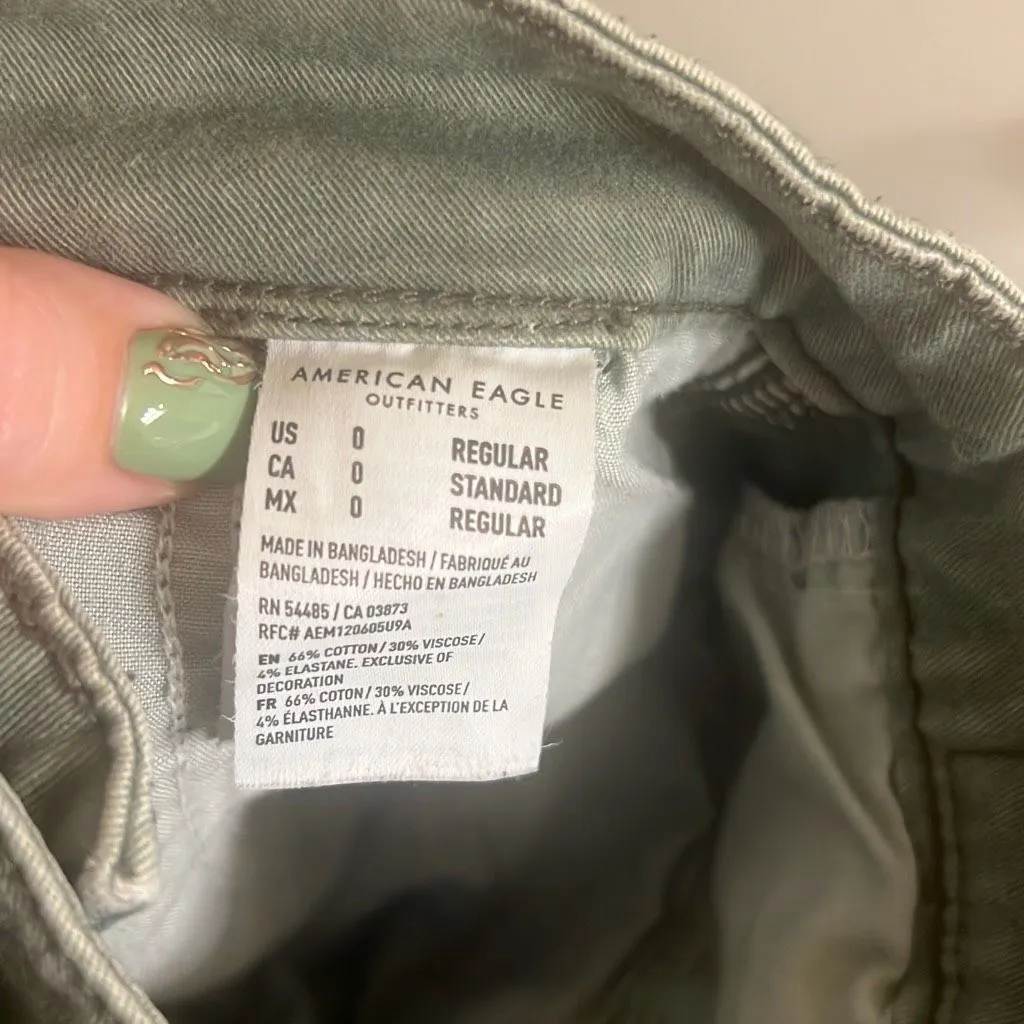 AMERICAN EAGLE
OUTFITTERS
US 0 REGULAR
CA 0 STANDARD
MX 0 REGULAR
MADE IN BANGLADESH / FABRIQUÉ AU
BANGLADESH / HECHO EN BANGLADESH
RN 54485 / CA 03873
RFC# AEM120605U9A
EN 66% COTTON / 30% VISCOSE /
4% ELASTANE. EXCLUSIVE OF
DECORATION
FR 66% COTON / 30% VISCOSE /
4% ÉLASTHANNE. À L'EXCEPTION DE LA
GARNITURE